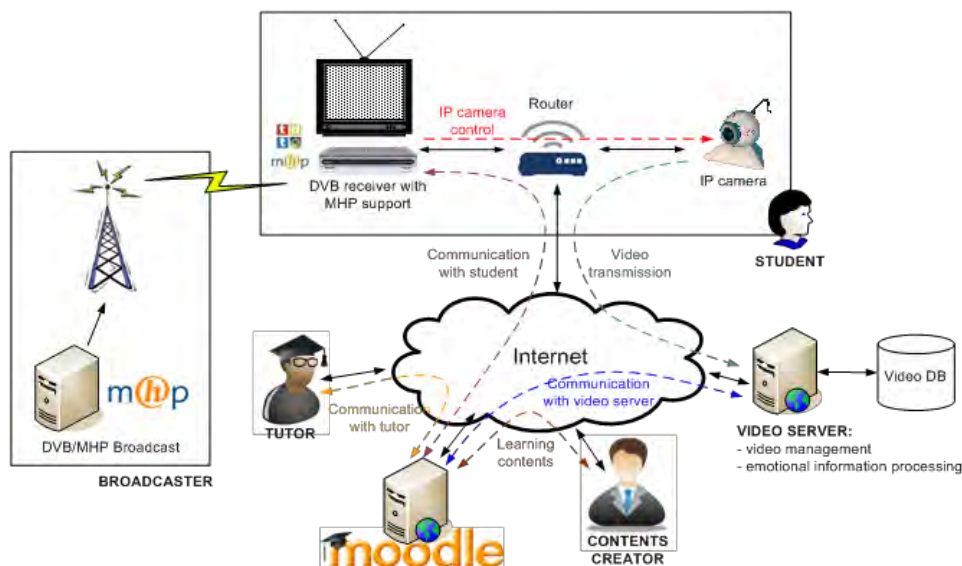 Router
IP camera
control
m(h)p
DVB receiver with
MHP support
IP camera
STUDENT
Communication
with student
Video
transmission
m(h)p
DVB/MHP Broadcast
BROADCASTER
Internet
TUTOR
Communication
with tutor
Communication
with video server
Learning
contents
Video DB
VIDEO SERVER:
- video management
- emotional information processing
CONTENTS
CREATOR
moodle